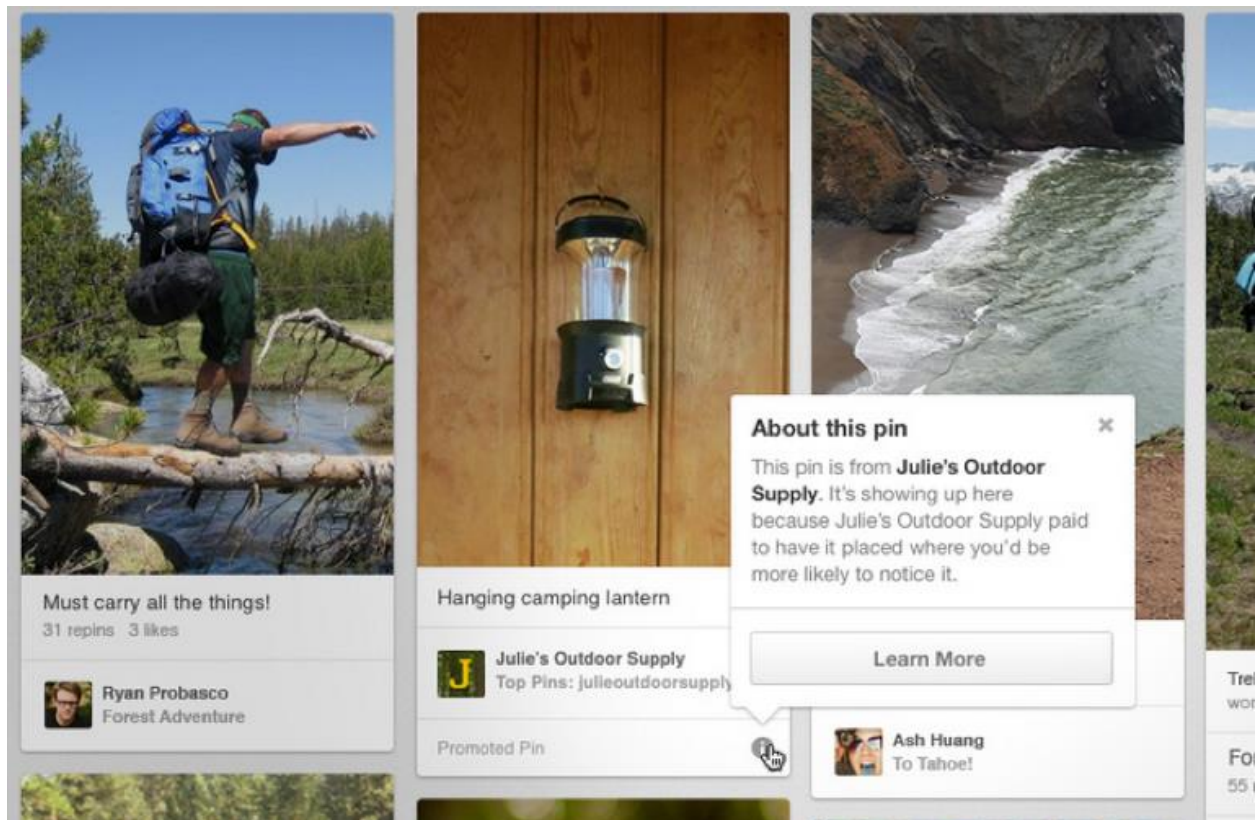 Must carry all the things!
31 repins 3 likes
Ryan Probasco
Forest Adventure
Hanging camping lantern
J
Julie's Outdoor Supply
Top Pins: julieoutdoorsupply
Promoted Pin
About this pin
This pin is from Julie's Outdoor
Supply. It's showing up here
because Julie's Outdoor Supply paid
to have it placed where you'd be
more likely to notice it.
Learn More
Ash Huang
To Tahoe!
55